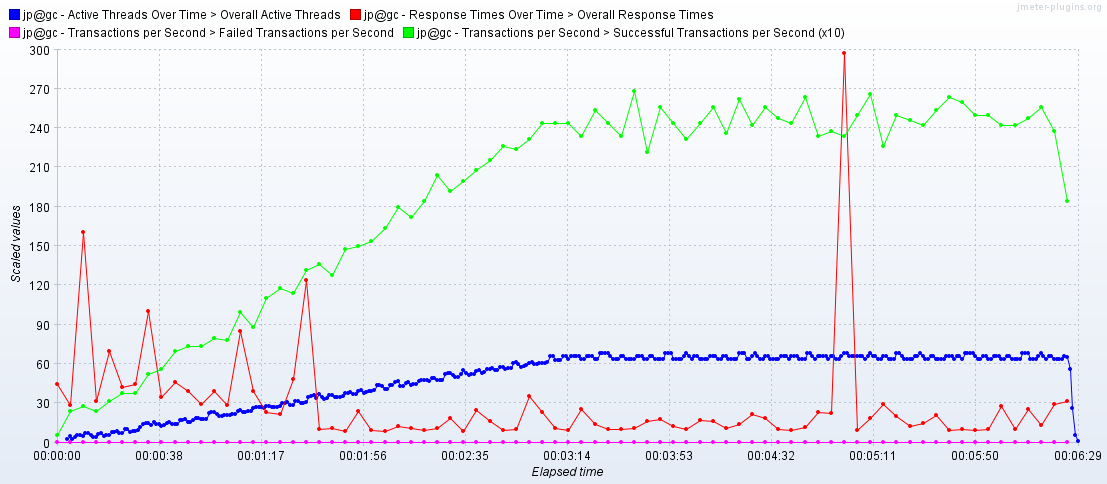 jmeter-plugins.org
jp@gc - Active Threads Over Time > Overall Active Threads jp@gc - Response Times Over Time > Overall Response Times
jp@gc - Transactions per Second > Failed Transactions per Second jp@gc - Transactions per Second > Successful Transactions per Second (x10)
300
270
240
210
180
150
120
90
60
30
0
Scaled values
00:00:00 00:00:38 00:01:17 00:01:56 00:02:35 00:03:14 00:03:53 00:04:32 00:05:11 00:05:50 00:06:29
Elapsed time